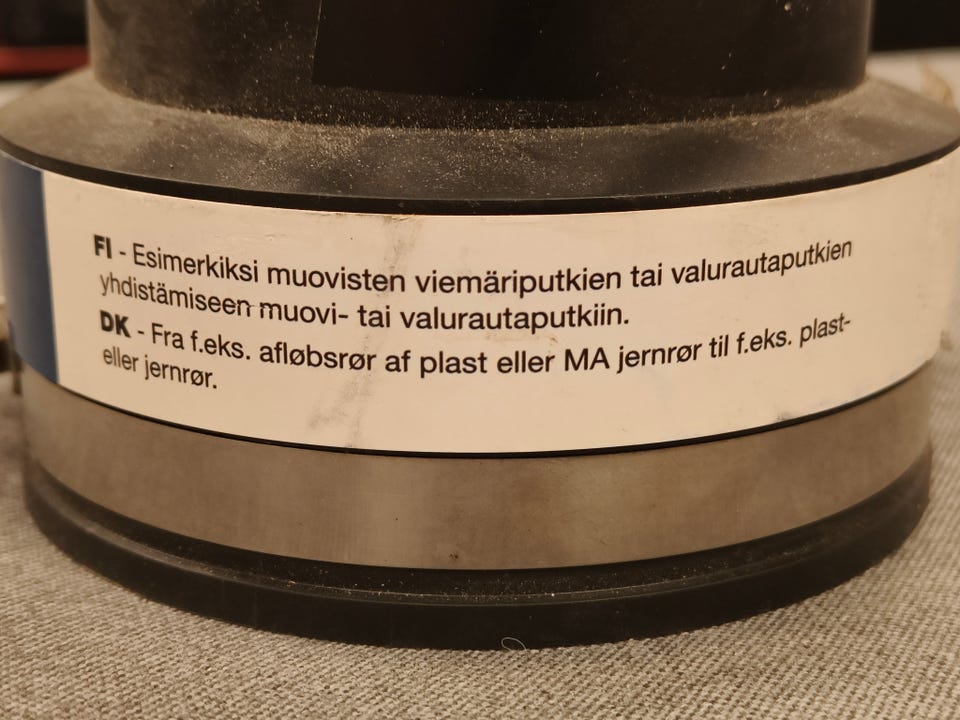 FI - Esimerkiksi muovisten viemäriputkien tai valurautaputkien
yhdistämiseen muovi- tai valurautaputkiin.
DK - Fra f.eks. afløbsrør af plast eller MA jernrør til f.eks. plast-
eller jernrør.